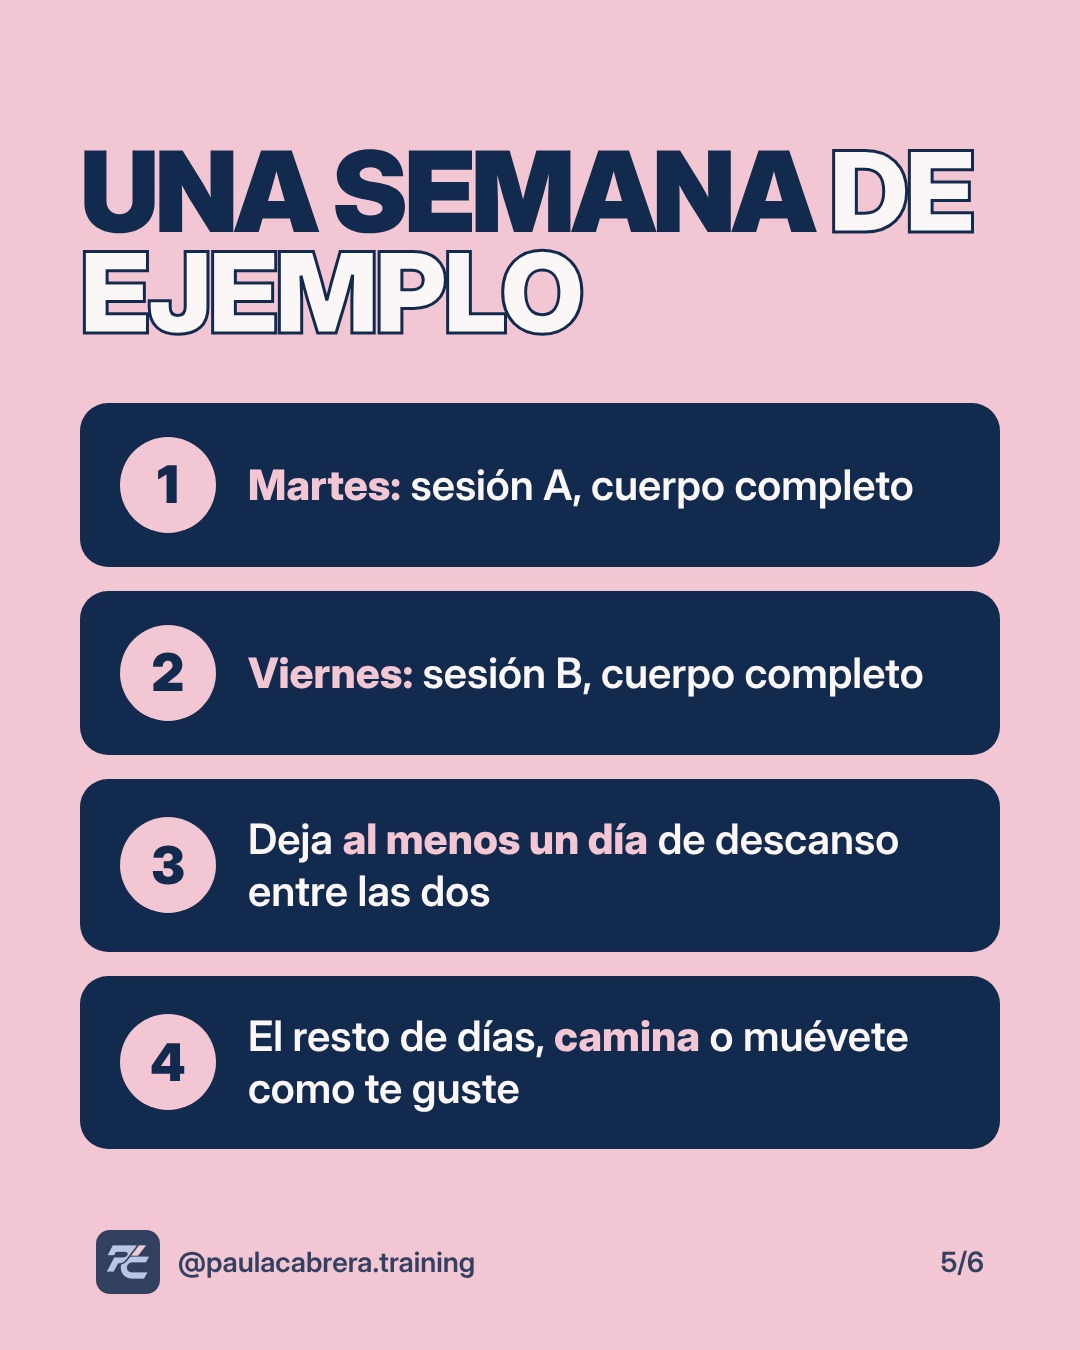 UNA SEMANA DE
EJEMPLO
1
Martes: sesión A, cuerpo completo
2
Viernes: sesión B, cuerpo completo
3
Deja al menos un día de descanso
entre las dos
4
El resto de días, camina o muévete
como te guste
PC
@paulacabrera.training
5/6